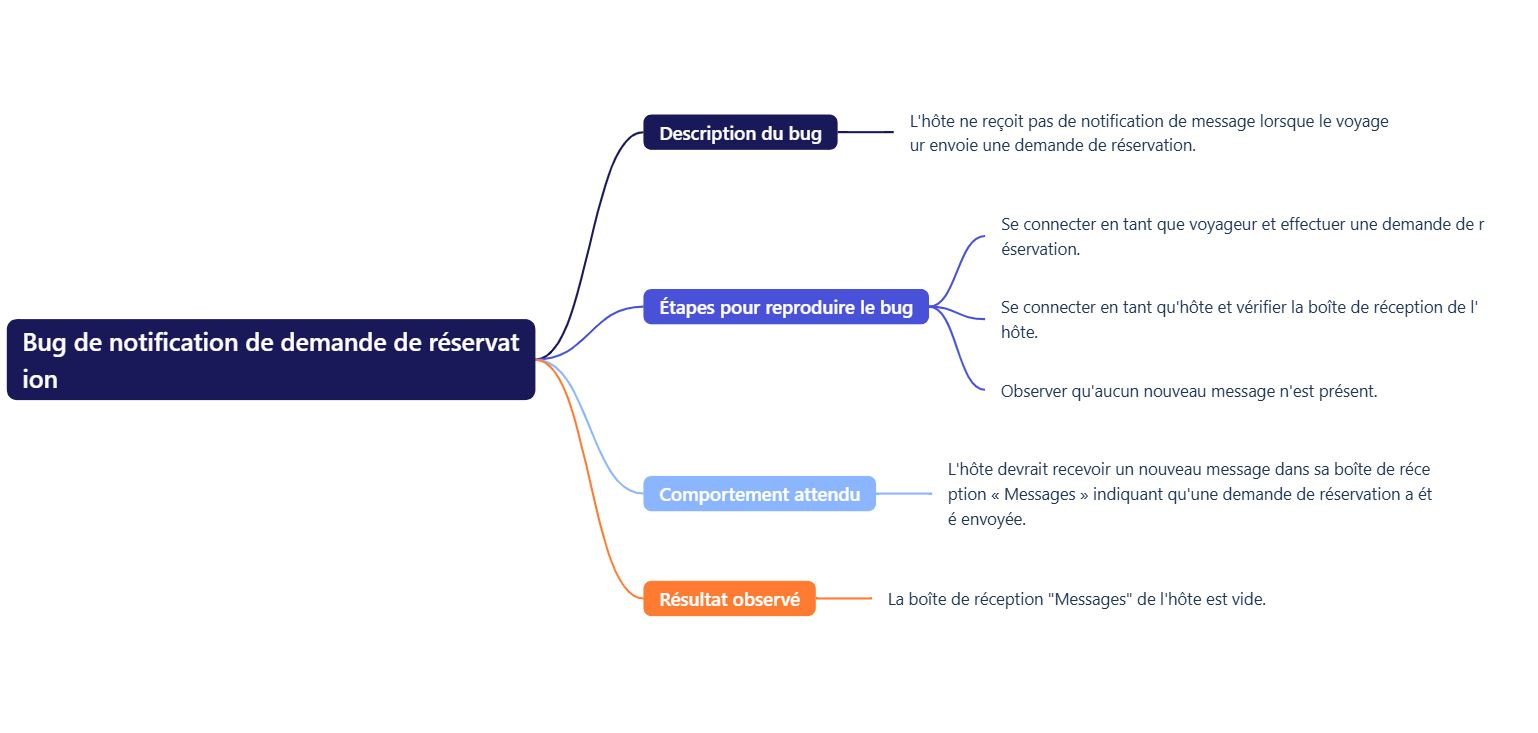 Bug de notification de demande de réservat
ion
Description du bug
L'hôte ne reçoit pas de notification de message lorsque le voyage
ur envoie une demande de réservation.
Étapes pour reproduire le bug
Se connecter en tant que voyageur et effectuer une demande de r
éservation.
Se connecter en tant qu'hôte et vérifier la boîte de réception de l'
hôte.
Observer qu'aucun nouveau message n'est présent.
Comportement attendu
L'hôte devrait recevoir un nouveau message dans sa boîte de réce
ption « Messages » indiquant qu'une demande de réservation a ét
é envoyée.
Résultat observé
La boîte de réception "Messages" de l'hôte est vide.